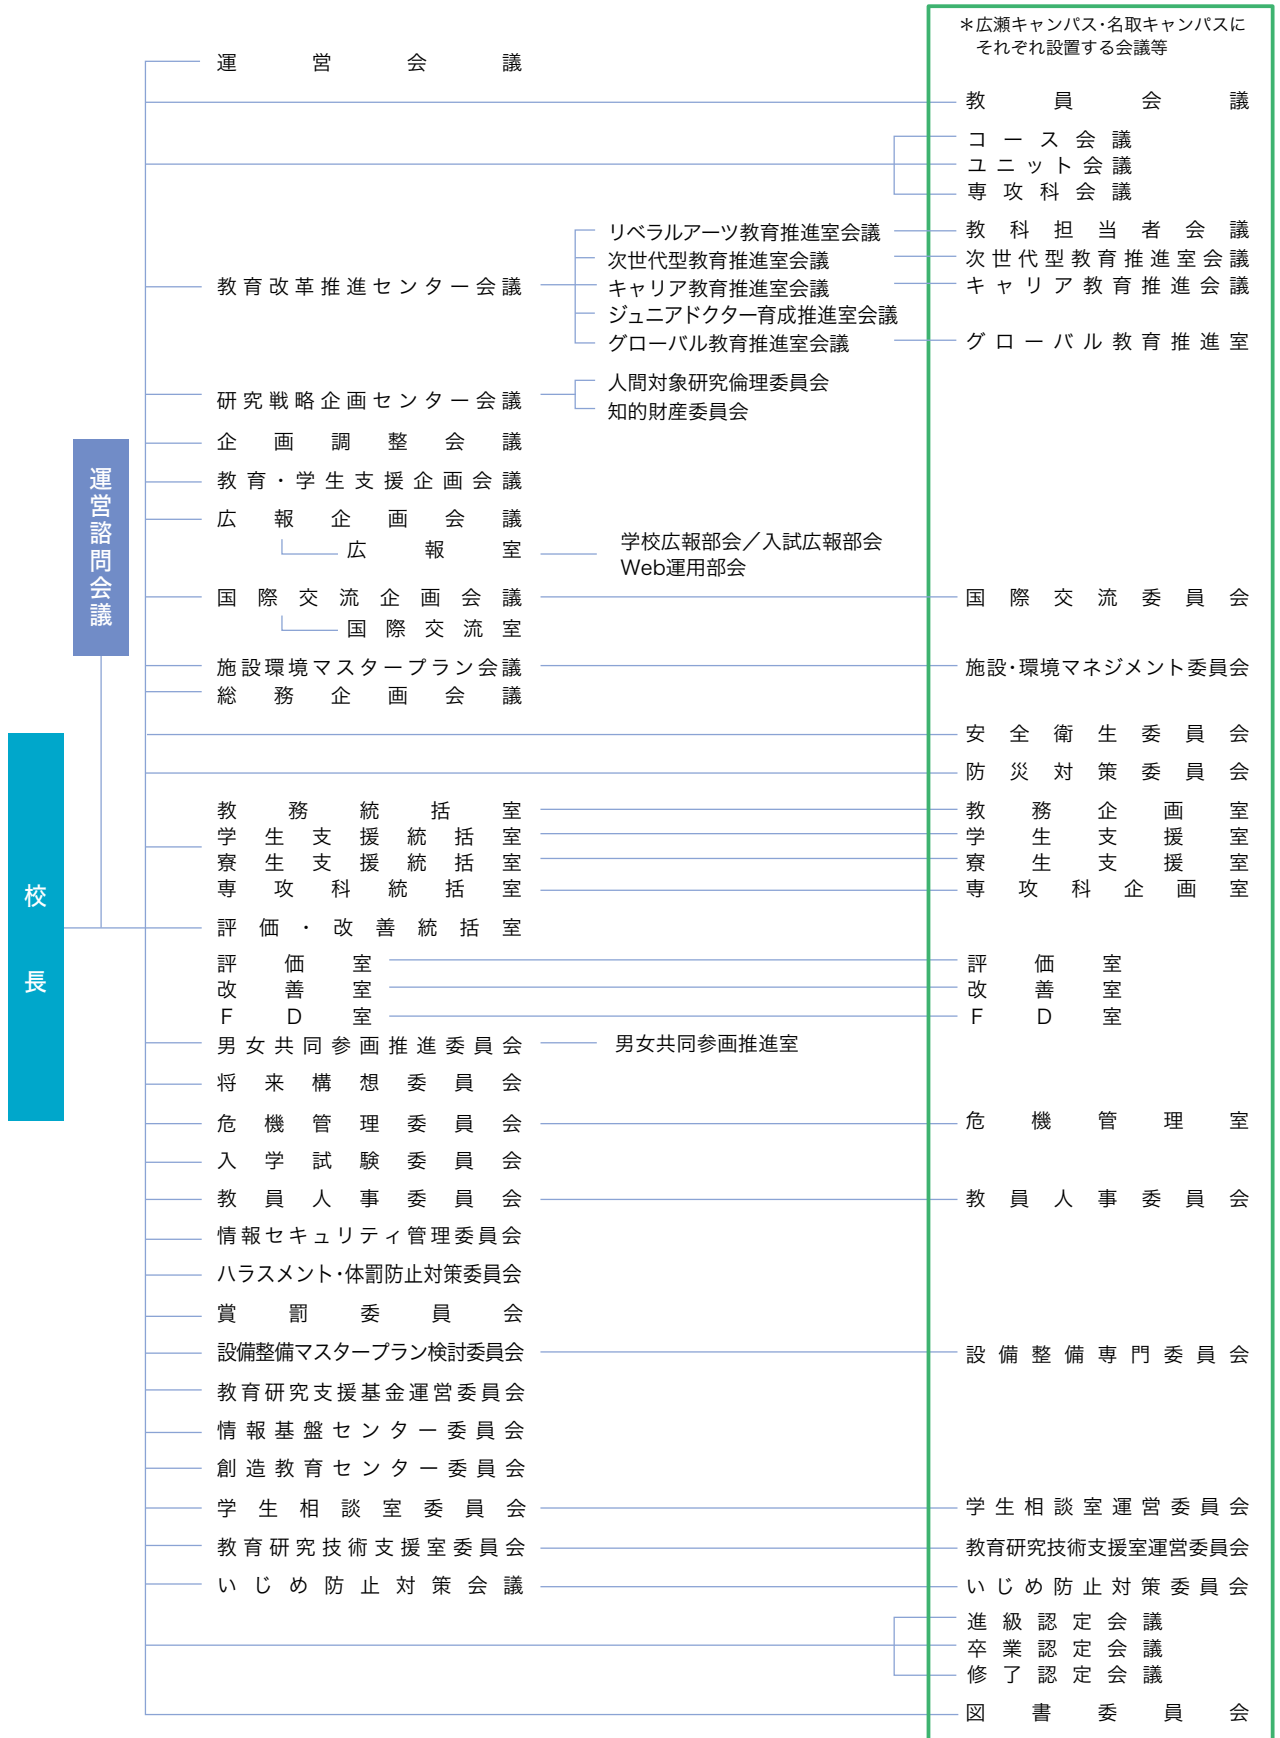 ＊広瀬キャンパス・名取キャンパスに
それぞれ設置する会議等
運営会議
教員会議
コース会議
ユニット会議
専攻科会議
教育改革推進センター会議
リベラルアーツ教育推進室会議
教科担当者会議
次世代型教育推進室会議
次世代型教育推進室会議
キャリア教育推進室会議
キャリア教育推進会議
ジュニアドクター育成推進室会議
グローバル教育推進室会議
グローバル教育推進室
研究戦略企画センター会議
人間対象研究倫理委員会
知的財産委員会
企画調整会議
教育・学生支援企画会議
広報企画会議
広報室
学校広報部会／入試広報部会
Web運用部会
国際交流企画会議
国際交流委員会
国際交流室
施設環境マスタープラン会議
施設・環境マネジメント委員会
総務企画会議
運営諮問会議
校長
安全衛生委員会
防災対策委員会
教務統括室
教務企画室
学生支援統括室
学生支援室
寮生支援統括室
寮生支援室
専攻科統括室
専攻科企画室
評価・改善統括室
評価室
評価室
改善室
改善室
FD室
FD室
男女共同参画推進委員会
男女共同参画推進室
将来構想委員会
危機管理委員会
危機管理室
入学試験委員会
教員人事委員会
教員人事委員会
情報セキュリティ管理委員会
ハラスメント・体罰防止対策委員会
賞罰委員会
設備整備マスタープラン検討委員会
設備整備専門委員会
教育研究支援基金運営委員会
情報基盤センター委員会
創造教育センター委員会
学生相談室委員会
学生相談室運営委員会
教育研究技術支援室委員会
教育研究技術支援室運営委員会
いじめ防止対策会議
いじめ防止対策委員会
進級認定会議
卒業認定会議
修了認定会議
図書委員会